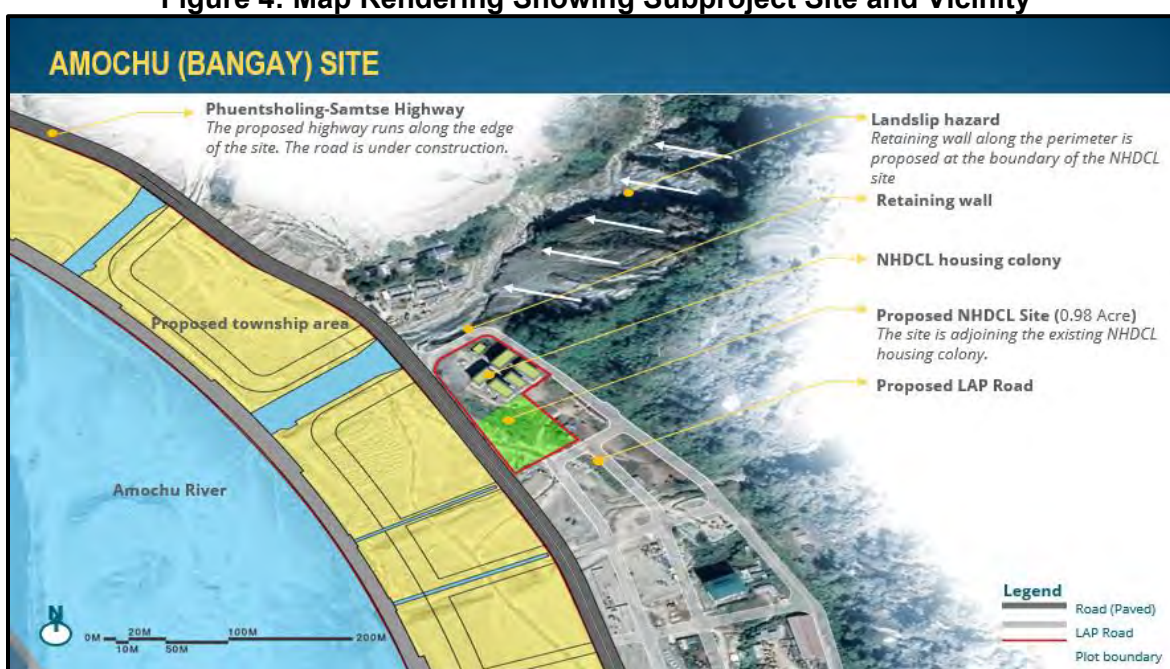 Figure 4: Map Rendering Showing Subproject Site and Vicinity
AMOCHU (BANGAY) SITE
Phuentsholing-Samtse Highway
The proposed highway runs along the edge
of the site. The road is under construction.
Landslip hazard
Retaining wall along the perimeter is
proposed at the boundary of the NHDCL
site
Retaining wall
NHDCL housing colony
Proposed NHDCL Site (0.98 Acre)
The site is adjoining the existing NHDCL
housing colony.
Proposed LAP Road
Proposed township area
Amochu River
N
0M 20M 100M 200M
10M 50M
Legend
Road (Paved)
LAP Road
Plot boundary